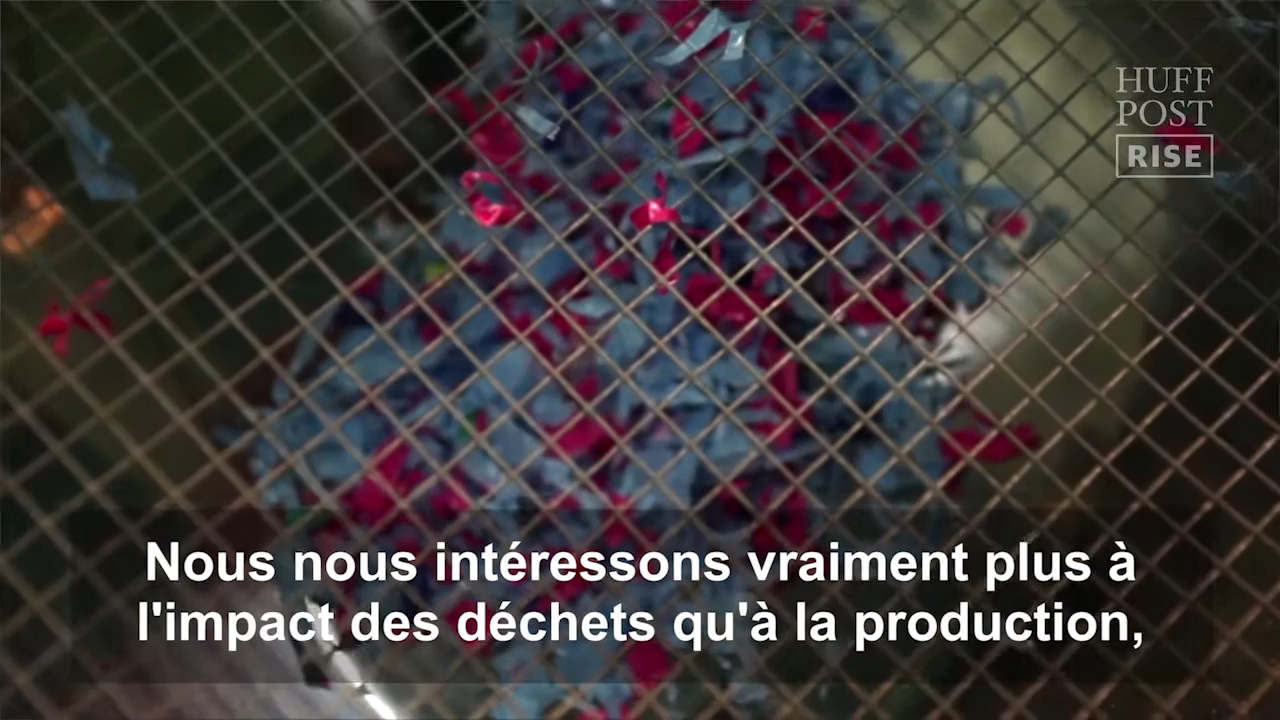 HUFF
POST
RISE
Nous nous intéressons vraiment plus à
l'impact des déchets qu'à la production,